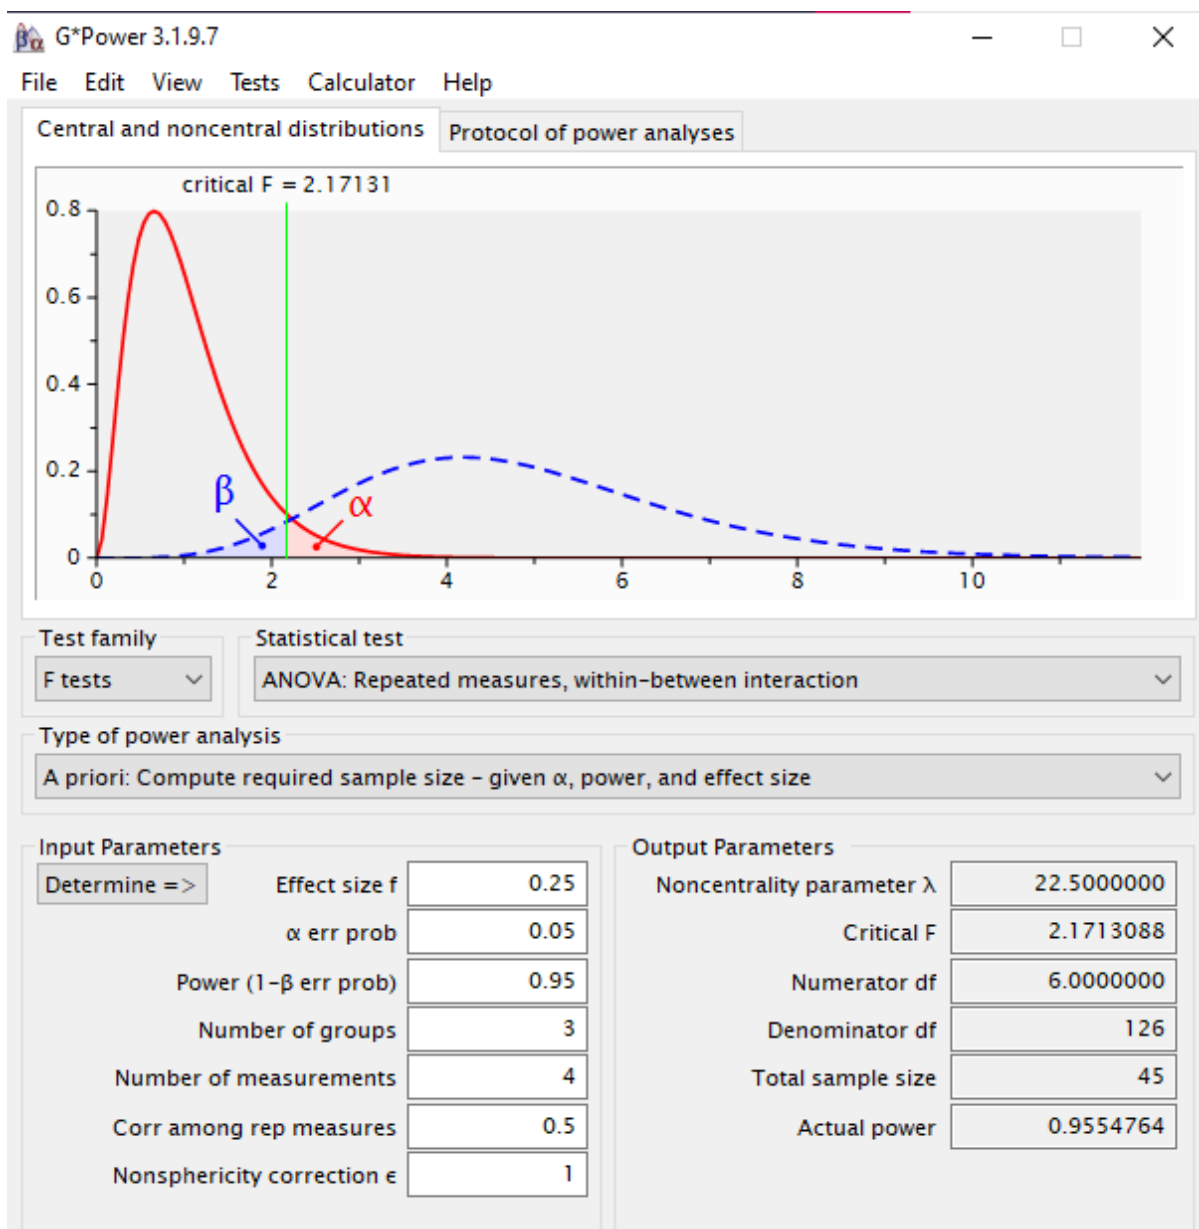 G*Power 3.1.9.7
File Edit View Tests Calculator Help
Central and noncentral distributions Protocol of power analyses
critical F = 2.17131
0.8
0.6
0.4
0.2
0
β
α
0 2 4 6 8 10
Test family Statistical test
F tests ANOVA: Repeated measures, within-between interaction
Type of power analysis
A priori: Compute required sample size - given α, power, and effect size
Input Parameters Output Parameters
Determine => Effect size f 0.25 Noncentrality parameter λ 22.5000000
α err prob 0.05 Critical F 2.1713088
Power (1-β err prob) 0.95 Numerator df 6.0000000
Number of groups 3 Denominator df 126
Number of measurements 4 Total sample size 45
Corr among rep measures 0.5 Actual power 0.9554764
Nonsphericity correction ϵ 1